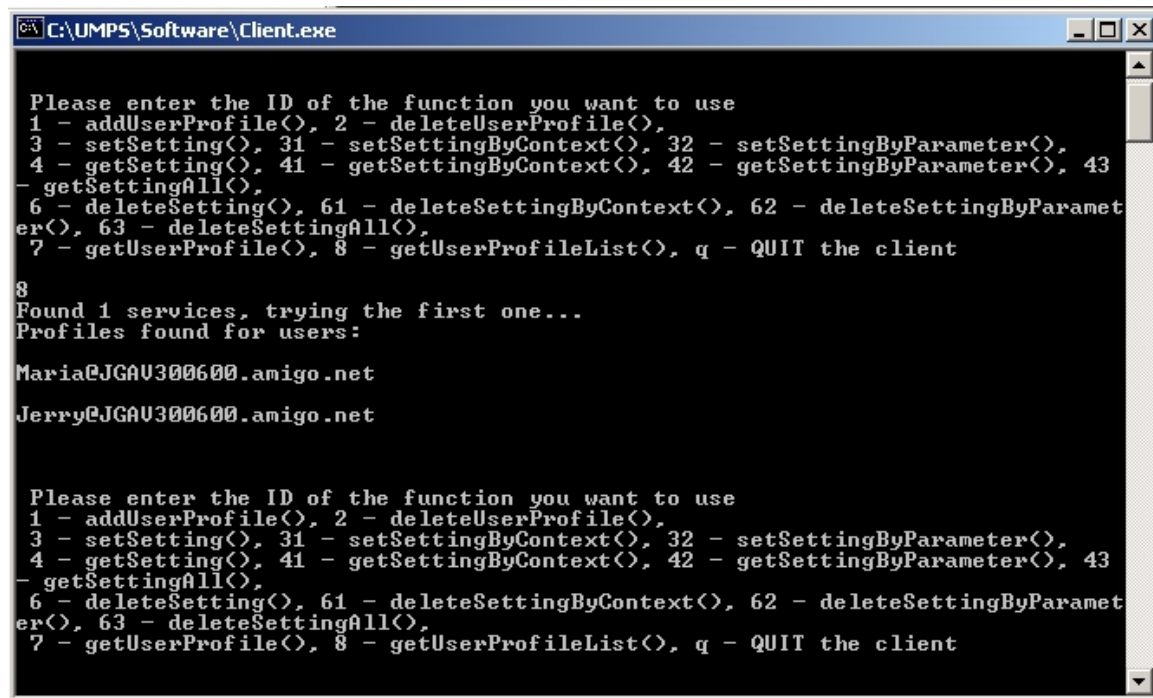 C:\UMPS\Software\Client.exe
Please enter the ID of the function you want to use
1 - addUserProfile(), 2 - deleteUserProfile(),
3 - setSetting(), 31 - setSettingByContext(), 32 - setSettingByParameter(),
4 - getSetting(), 41 - getSettingByContext(), 42 - getSettingByParameter(), 43
- getSettingAll(),
6 - deleteSetting(), 61 - deleteSettingByContext(), 62 - deleteSettingByParamet
er(), 63 - deleteSettingAll(),
7 - getUserProfile(), 8 - getUserProfileList(), q - QUIT the client
8
Found 1 services, trying the first one...
Profiles found for users:
Maria@JGAV300600.amigo.net
Jerry@JGAV300600.amigo.net
Please enter the ID of the function you want to use
1 - addUserProfile(), 2 - deleteUserProfile(),
3 - setSetting(), 31 - setSettingByContext(), 32 - setSettingByParameter(),
4 - getSetting(), 41 - getSettingByContext(), 42 - getSettingByParameter(), 43
- getSettingAll(),
6 - deleteSetting(), 61 - deleteSettingByContext(), 62 - deleteSettingByParamet
er(), 63 - deleteSettingAll(),
7 - getUserProfile(), 8 - getUserProfileList(), q - QUIT the client